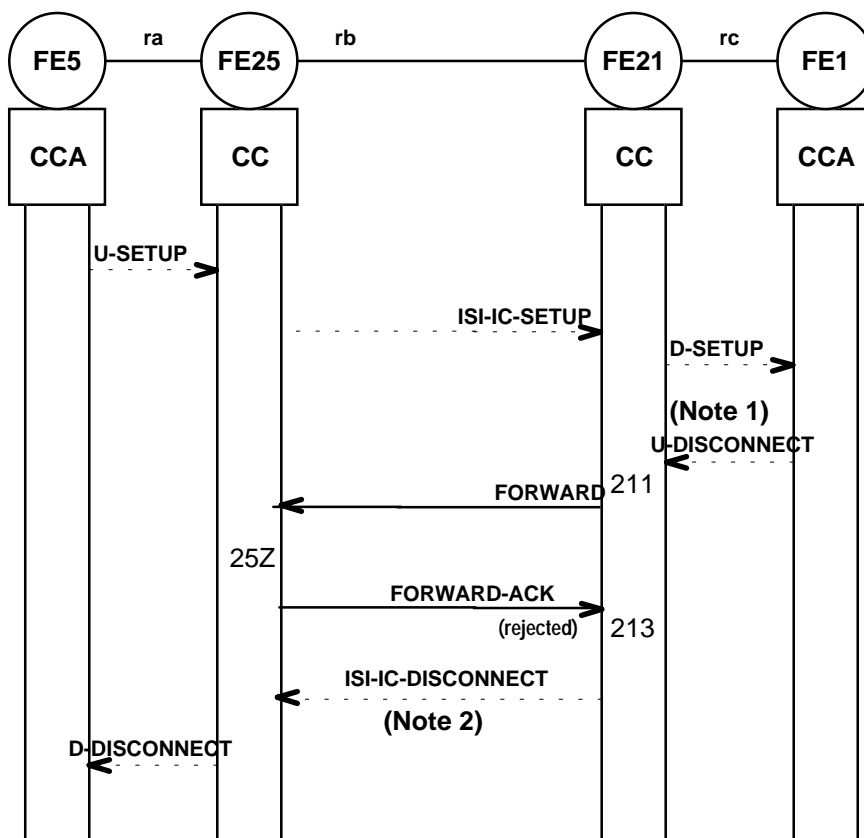 ra
rb
rc
FE5
FE25
FE21
FE1
CCA
CC
CC
CCA
U-SETUP
ISI-IC-SETUP
D-SETUP
(Note 1)
U-DISCONNECT
211
FORWARD
25Z
FORWARD-ACK
(rejected)
213
ISI-IC-DISCONNECT
(Note 2)
D-DISCONNECT